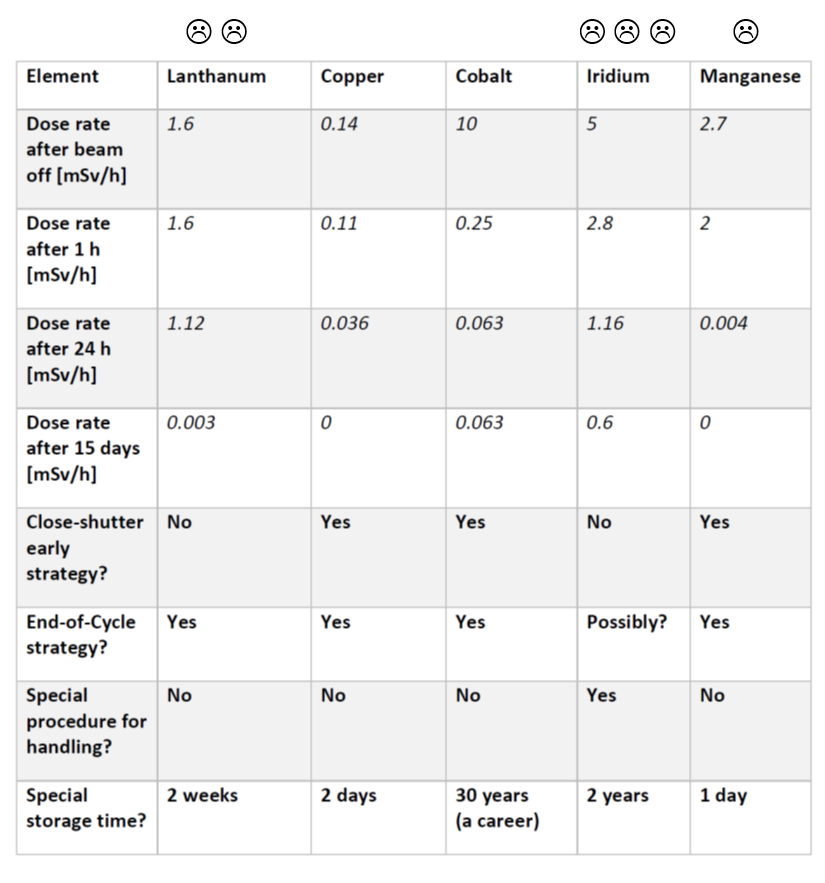 ☹ ☹ ☹ ☹ ☹ ☹
Element Lanthanum Copper Cobalt Iridium Manganese
Dose rate 1.6 0.14 10 5 2.7
after beam
off [mSv/h]
Dose rate 1.6 0.11 0.25 2.8 2
after 1 h
[mSv/h]
Dose rate 1.12 0.036 0.063 1.16 0.004
after 24 h
[mSv/h]
Dose rate 0.003 0 0.063 0.6 0
after 15 days
[mSv/h]
Close-shutter No Yes Yes No Yes
early
strategy?
End-of-Cycle Yes Yes Yes Possibly? Yes
strategy?
Special No No No Yes No
procedure for
handling?
Special 2 weeks 2 days 30 years 2 years 1 day
storage time? (a career)